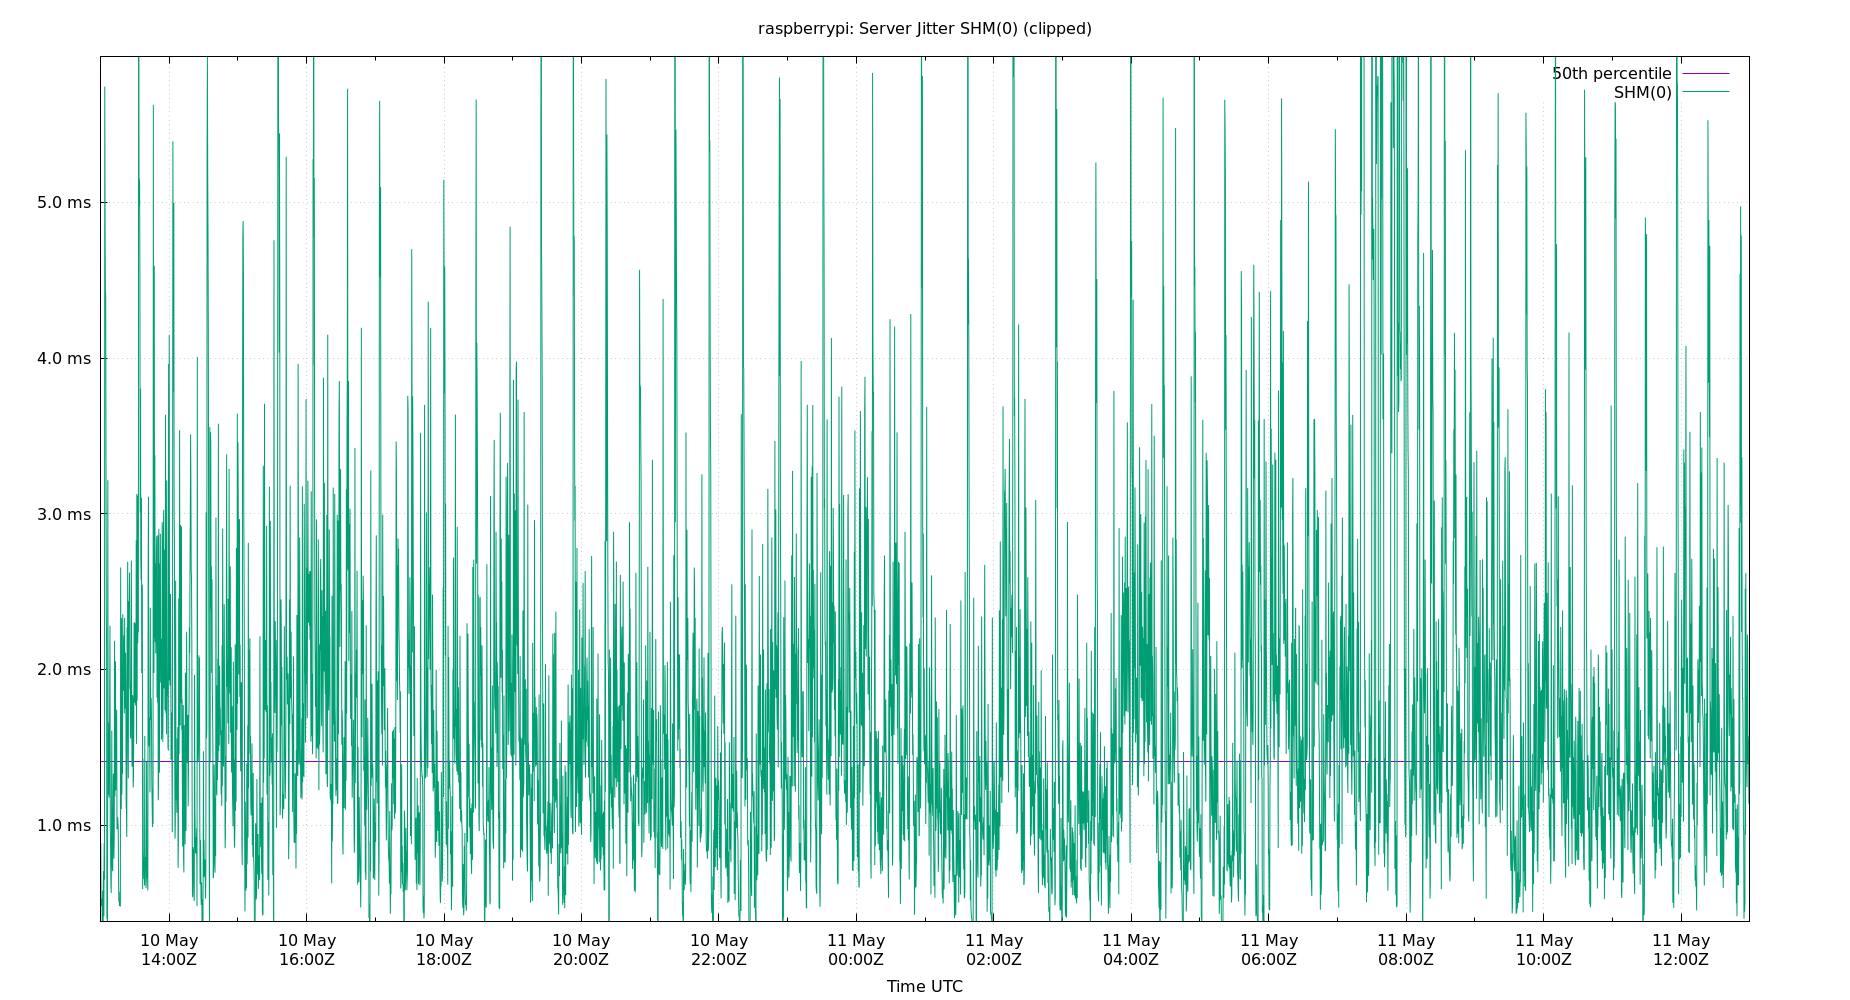 raspberrypi: Server Jitter SHM(0) (clipped)
50th percentile
SHM(0)
5.0 ms
4.0 ms
3.0 ms
2.0 ms
1.0 ms
10 May 10 May 10 May 10 May 10 May 11 May 11 May 11 May 11 May 11 May 11 May 11 May
14:00Z 16:00Z 18:00Z 20:00Z 22:00Z 00:00Z 02:00Z 04:00Z 06:00Z 08:00Z 10:00Z 12:00Z
Time UTC